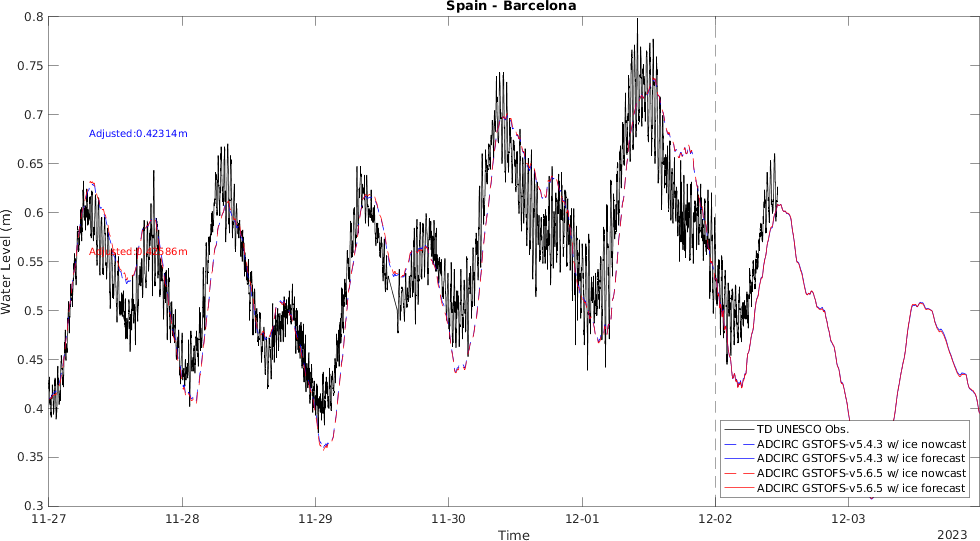 Spain - Barcelona
0.8
0.75
0.7
0.65
0.6
0.55
0.5
0.45
0.4
0.35
0.3
Water Level (m)
Adjusted:0.42314m
Adjusted:0.42686m
TD UNESCO Obs.
ADCIRC GSTOFS-v5.4.3 w/ ice nowcast
ADCIRC GSTOFS-v5.4.3 w/ ice forecast
ADCIRC GSTOFS-v5.6.5 w/ ice nowcast
ADCIRC GSTOFS-v5.6.5 w/ ice forecast
11-27 11-28 11-29 11-30 12-01 12-02 12-03
Time
2023